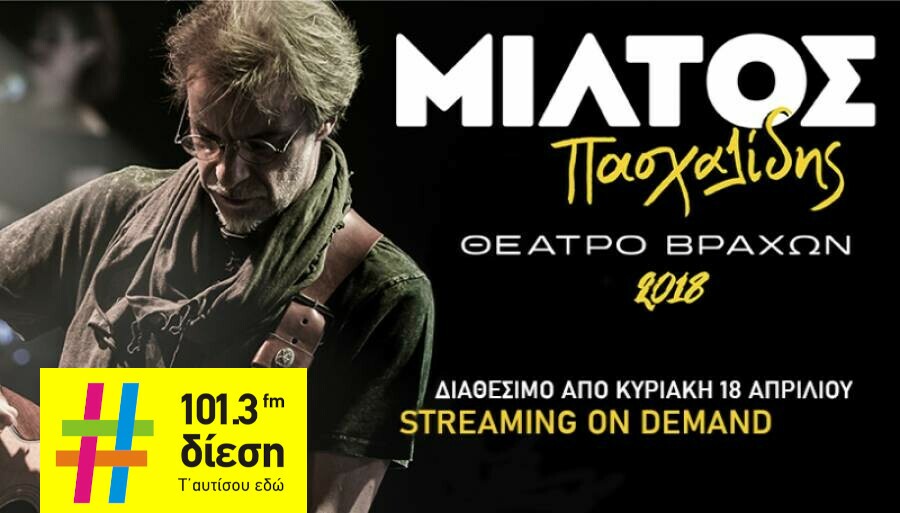 ΜΙΛΤΟΣ
Πασχαλίδης
ΘΕΑΤΡΟ ΒΡΑΧΩΝ
2018
ΔΙΑΘΕΣΙΜΟ ΑΠΟ ΚΥΡΙΑΚΗ 18 ΑΠΡΙΛΙΟΥ
STREAMING ON DEMAND
101.3 fm
δίεση
Τ'αυτίσου εδώ